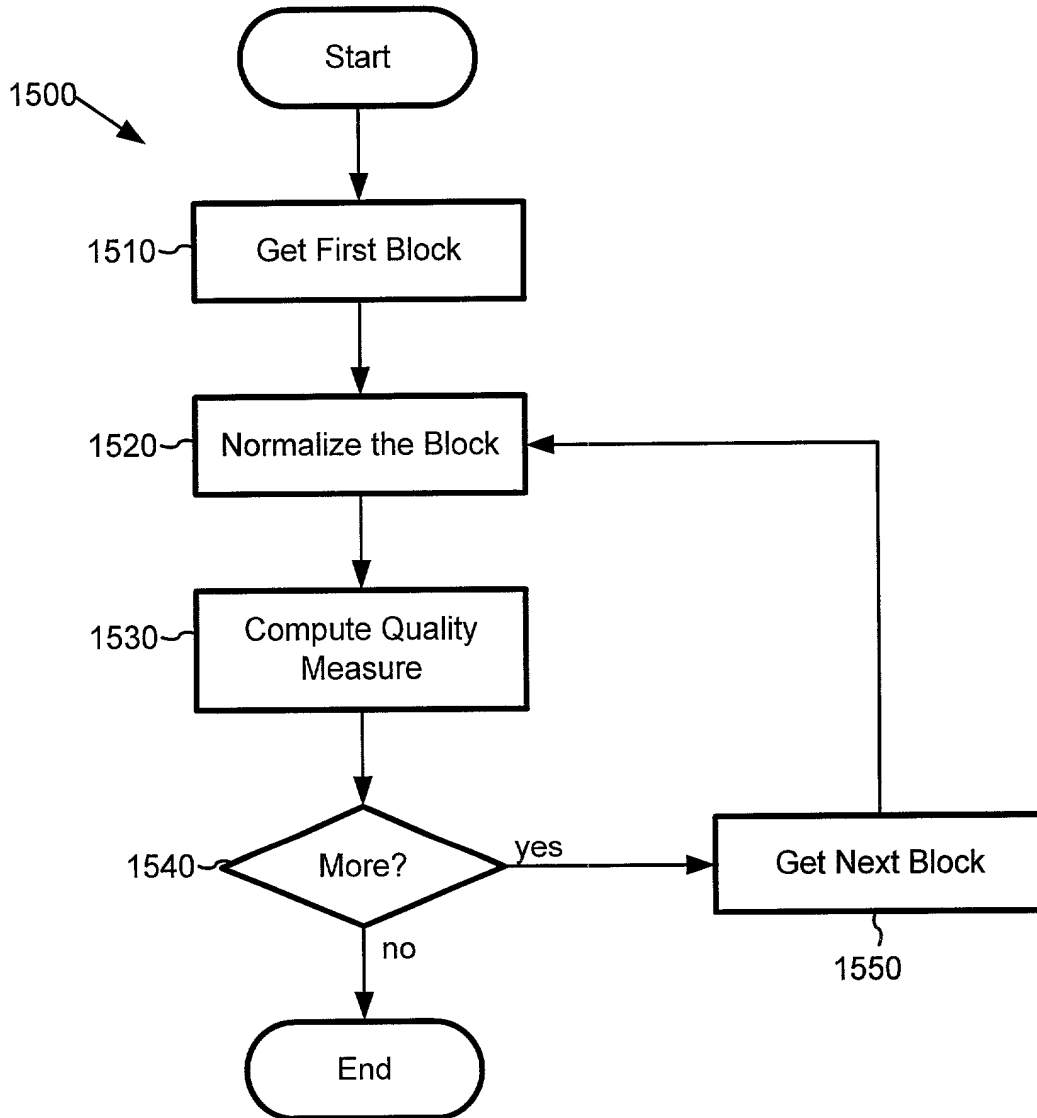 Start
1500
1510
Get First Block
1520
Normalize the Block
1530
Compute Quality
Measure
1540
More?
yes
Get Next Block
1550
no
End